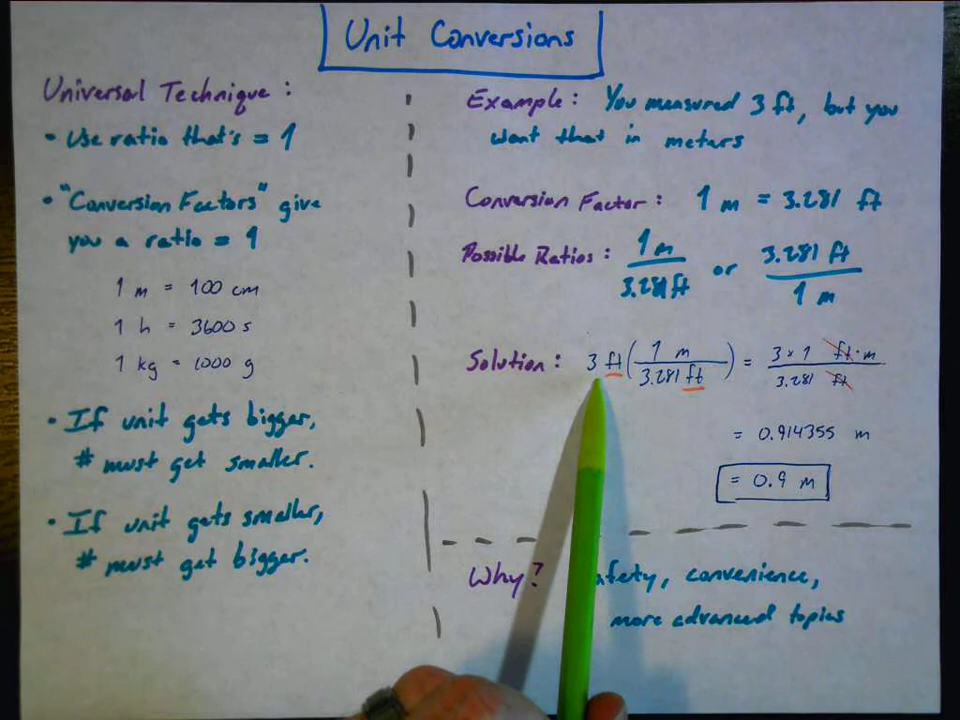 Unit Conversions
Universal Technique:
• Use ratio that's = 1
• "Conversion Factors" give
you a ratio = 1
1 m = 100 cm
1 h = 3600 s
1 kg = 1000 g
• If unit gets bigger,
# must get smaller.
• If unit gets smaller,
# must get bigger.
Example: You measured 3 ft, but you
want that in meters
Conversion Factor: 1 m = 3.281 ft
Possible Ratios: 1 m / 3.281 ft or 3.281 ft / 1 m
Solution: 3 ft ( 1 m / 3.281 ft ) = 3 × 1 ft·m / 3.281 ft
= 0.914355 m
= 0.9 m
Why? afety, convenience,
more advanced topics